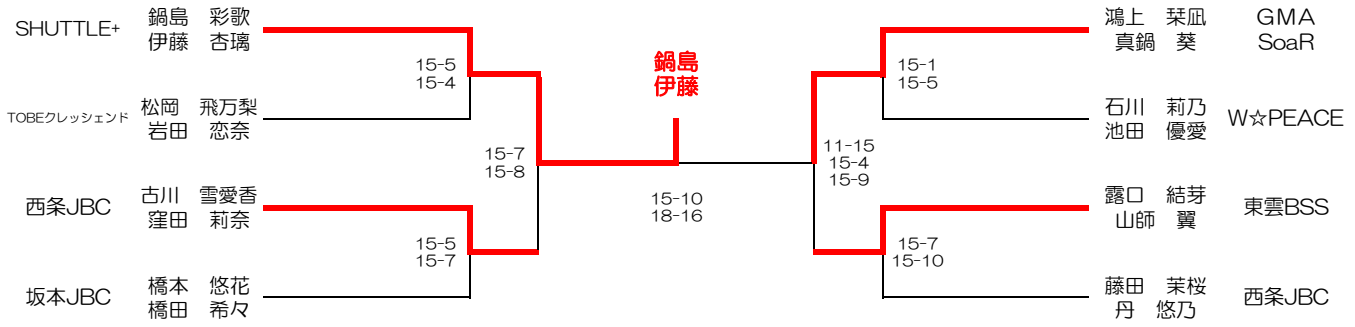 SHUTTLE+
鍋島 彩歌
伊藤 杏璃
TOBEクレッシェンド
松岡 飛万梨
岩田 恋奈
15-5
15-4
西条JBC
古川 雪愛香
窪田 莉奈
坂本JBC
橋本 悠花
橋田 希々
15-5
15-7
15-7
15-8
鍋島
伊藤
15-10
18-16
11-15
15-4
15-9
15-1
15-5
鴻上 栞凪
真鍋 葵
GMA
SoaR
石川 莉乃
池田 優愛
W☆PEACE
15-7
15-10
露口 結芽
山師 翼
東雲BSS
藤田 茉桜
丹 悠乃
西条JBC